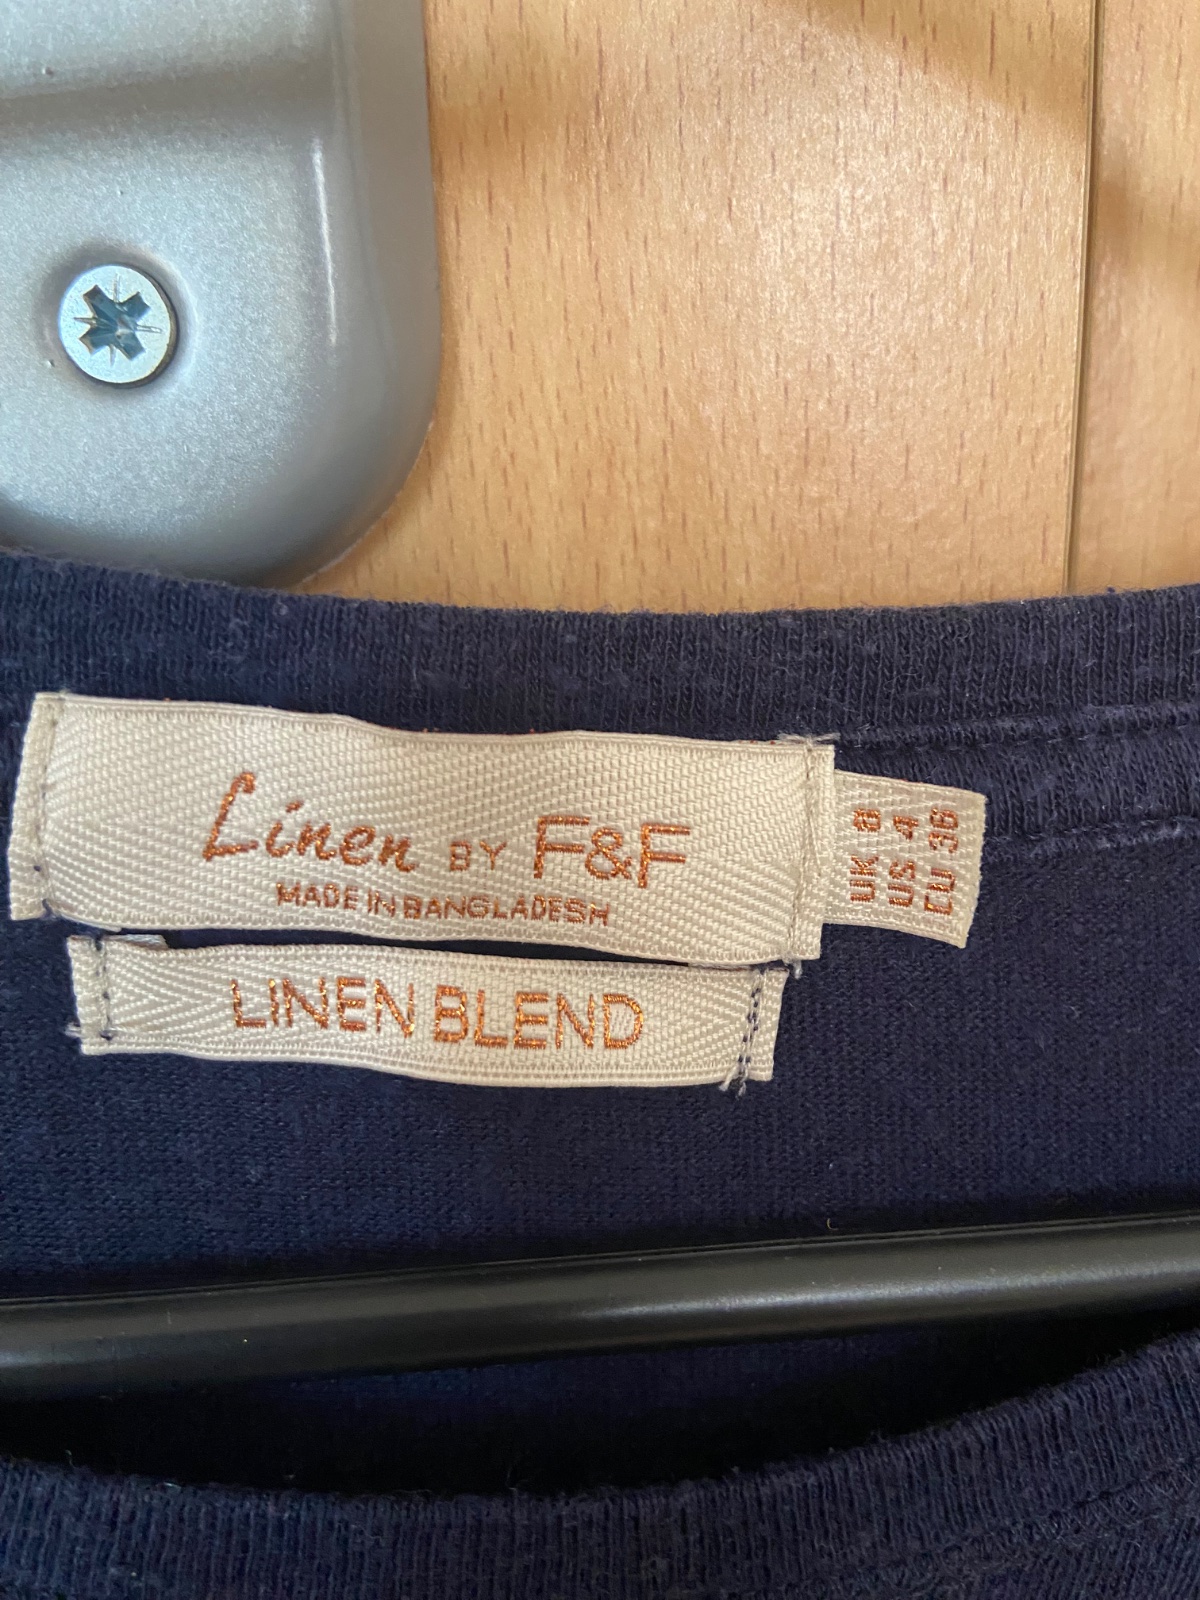 Linen BY F&F
MADE IN BANGLADESH
LINEN BLEND
UK 8
US 4
EU 36